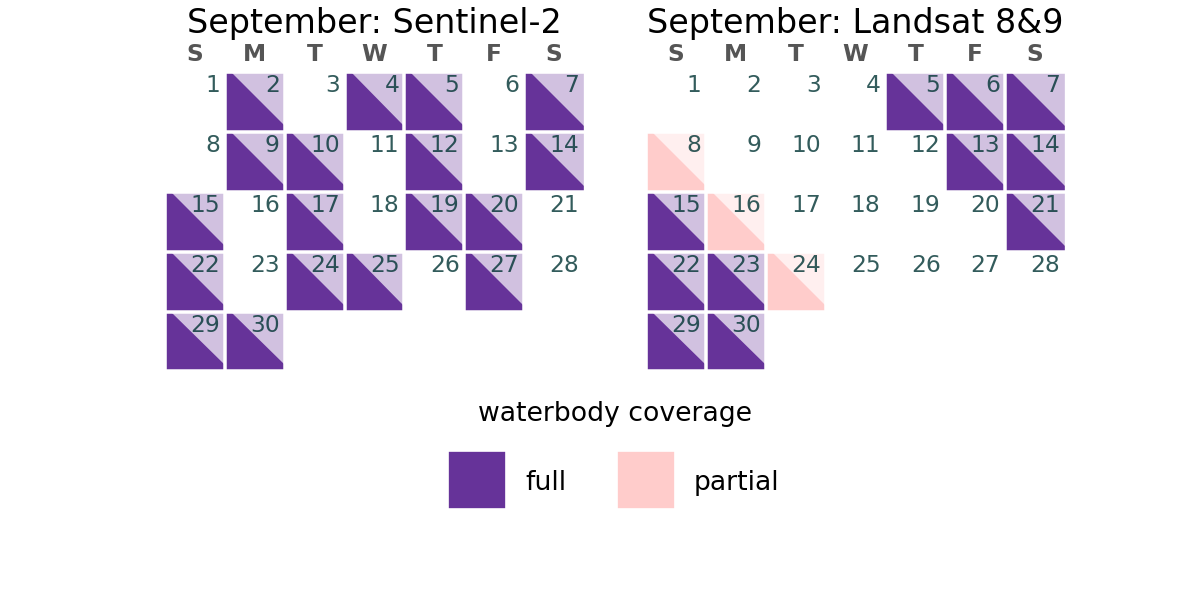 September: Sentinel-2
S M T W T F S
1 2 3 4 5 6 7
8 9 10 11 12 13 14
15 16 17 18 19 20 21
22 23 24 25 26 27 28
29 30
September: Landsat 8&9
S M T W T F S
1 2 3 4 5 6 7
8 9 10 11 12 13 14
15 16 17 18 19 20 21
22 23 24 25 26 27 28
29 30
waterbody coverage
full partial